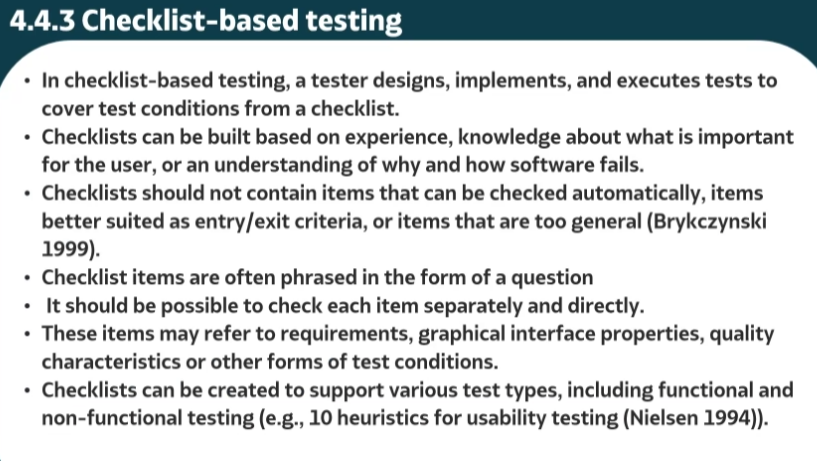 4.4.3 Checklist-based testing
• In checklist-based testing, a tester designs, implements, and executes tests to
cover test conditions from a checklist.
• Checklists can be built based on experience, knowledge about what is important
for the user, or an understanding of why and how software fails.
• Checklists should not contain items that can be checked automatically, items
better suited as entry/exit criteria, or items that are too general (Brykczynski
1999).
• Checklist items are often phrased in the form of a question
• It should be possible to check each item separately and directly.
• These items may refer to requirements, graphical interface properties, quality
characteristics or other forms of test conditions.
• Checklists can be created to support various test types, including functional and
non-functional testing (e.g., 10 heuristics for usability testing (Nielsen 1994)).